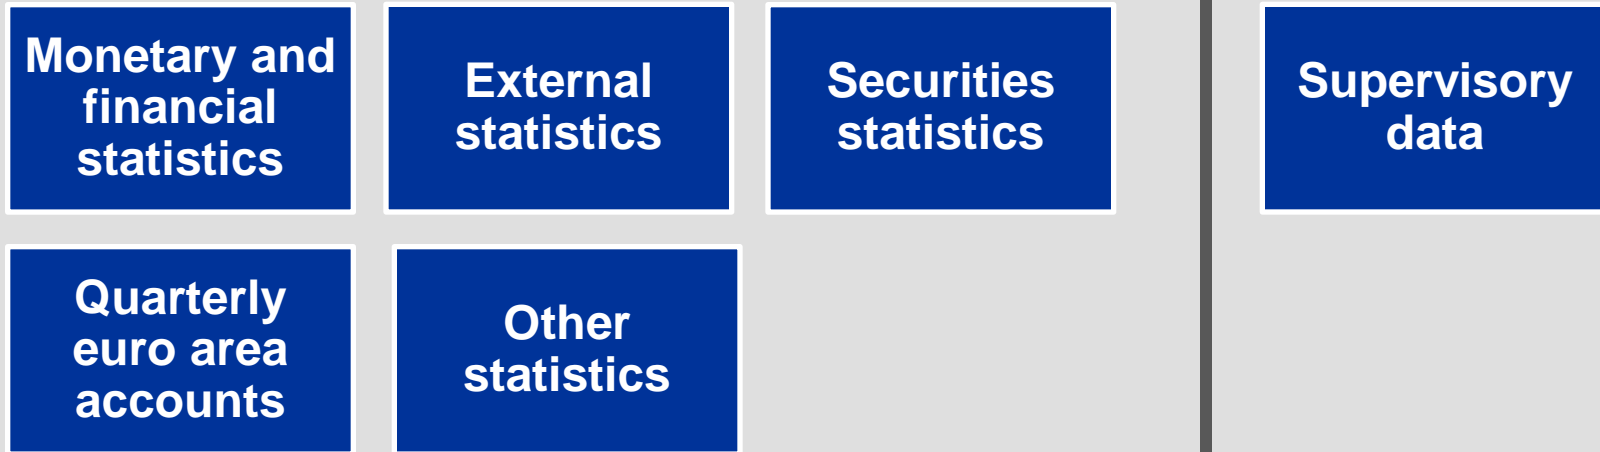 Monetary and
financial
statistics
External
statistics
Securities
statistics
Supervisory
data
Quarterly
euro area
accounts
Other
statistics